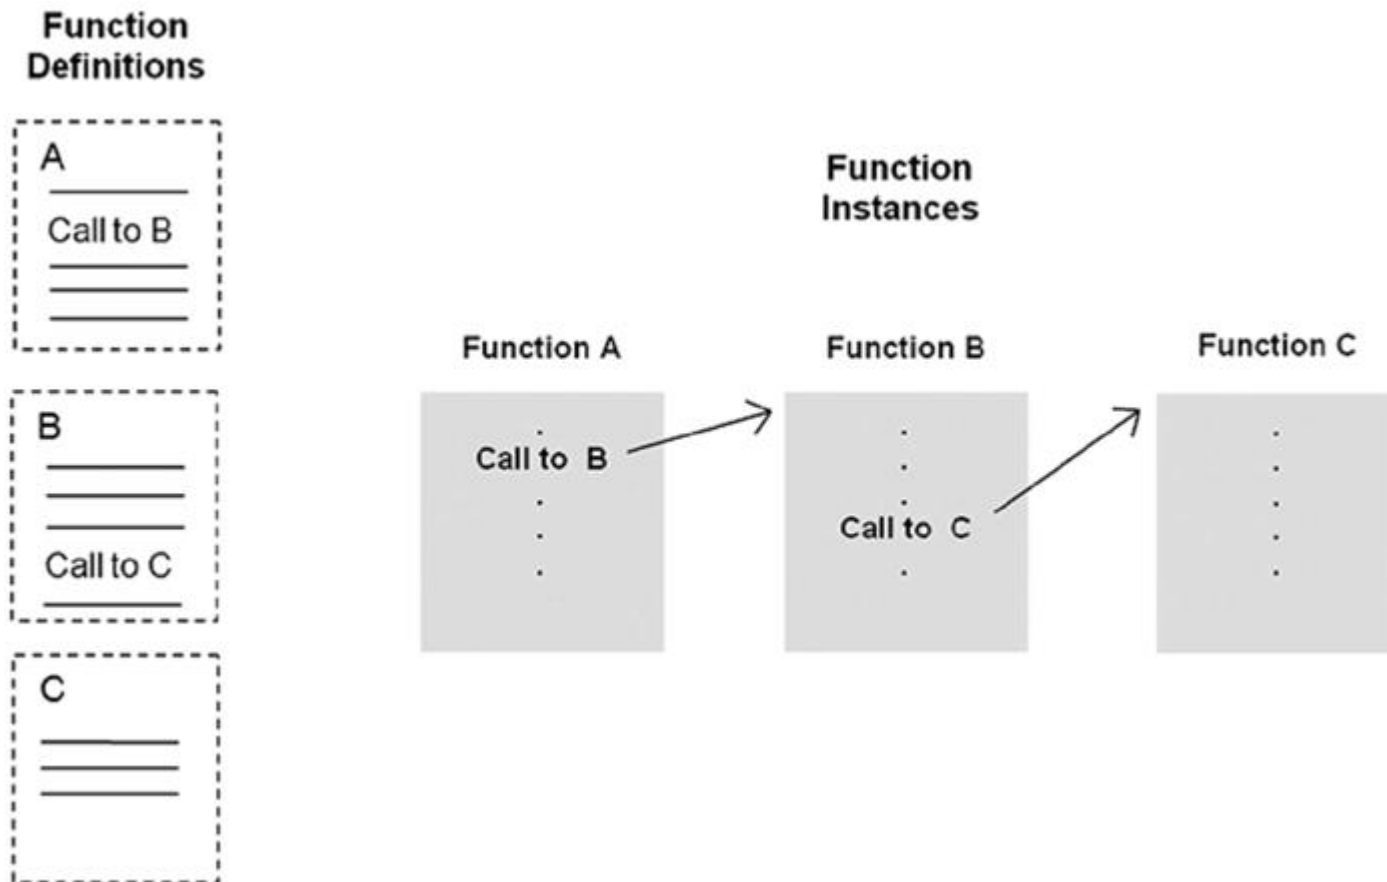 Function
Definitions
A
Call to B
B
Call to C
C
Function
Instances
Function A
Call to B
Function B
Call to C
Function C